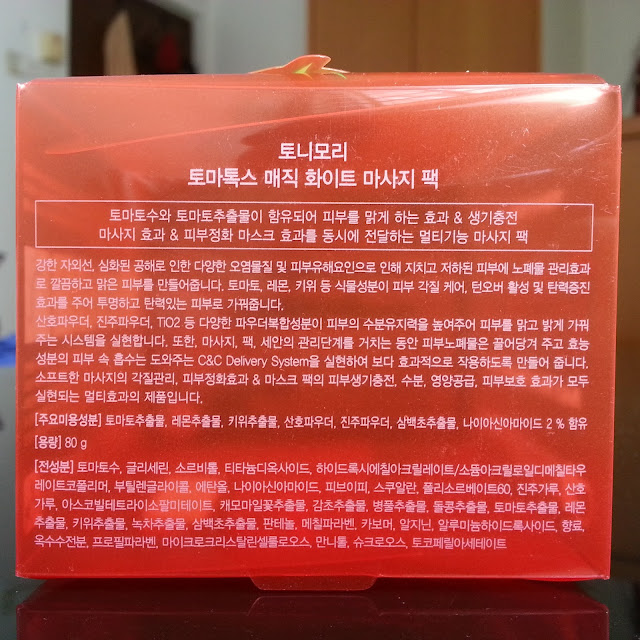 토니모리
토마톡스 매직 화이트 마사지 팩
토마토수와 토마토추출물이 함유되어 피부를 맑게 하는 효과 & 생기충전
마사지 효과 & 피부정화 마스크 효과를 동시에 전달하는 멀티기능 마사지 팩
강한 자외선, 심화된 공해로 인한 다양한 오염물질 및 피부유해요인으로 인해 지치고 저하된 피부에 노폐물 관리효과
로 깔끔하고 맑은 피부를 만들어줍니다. 토마토, 레몬, 키위 등 식물성분이 피부 각질 케어, 턴오버 활성 및 탄력증진
효과를 주어 투명하고 탄력있는 피부로 가꿔줍니다.
산호파우더, 진주파우더, TiO2 등 다양한 파우더복합성분이 피부의 수분유지력을 높여주어 피부를 맑고 밝게 가꿔
주는 시스템을 실현합니다. 또한, 마사지, 팩, 세안의 관리단계를 거치는 동안 피부노폐물은 끌어당겨 주고 효능
성분의 피부 속 흡수는 도와주는 C&C Delivery System을 실현하여 보다 효과적으로 작용하도록 만들어 줍니다.
소프트한 마사지의 각질관리, 피부정화효과 & 마스크 팩의 피부생기충전, 수분, 영양공급, 피부보호 효과가 모두
실현되는 멀티효과의 제품입니다.
[주요미용성분] 토마토추출물, 레몬추출물, 키위추출물, 산호파우더, 진주파우더, 삼백초추출물, 나이아신아마이드 2 % 함유
[용량] 80 g
[전성분] 토마토수, 글리세린, 소르비톨, 티타늄디옥사이드, 하이드록시에칠아크릴레이트/소듐아크릴로일디메칠타우
레이트코폴리머, 부틸렌글라이콜, 에탄올, 나이아신아마이드, 피브이피, 스쿠알란, 폴리소르베이트60, 진주가루, 산호
가루, 아스코빌테트라이소팔미테이트, 캐모마일꽃추출물, 감초추출물, 병풀추출물, 돌콩추출물, 토마토추출물, 레몬
추출물, 키위추출물, 녹차추출물, 삼백초추출물, 판테놀, 메칠파라벤, 카보머, 알지닌, 알루미늄하이드록사이드, 향료,
옥수수전분, 프로필파라벤, 마이크로크리스탈린셀룰로오스, 만니톨, 슈크로오스, 토코페릴아세테이트